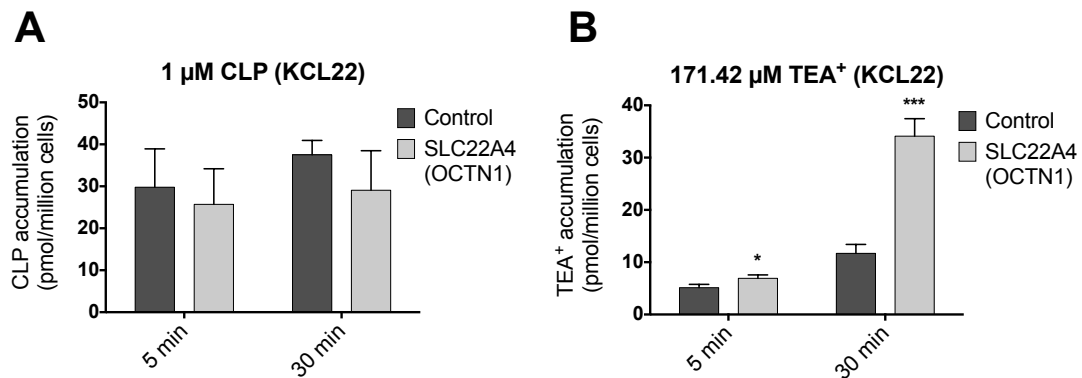 A
1 µM CLP (KCL22)
CLP accumulation
(pmol/million cells)
50
40
30
20
10
0
5 min
30 min
Control
SLC22A4
(OCTN1)
B
171.42 µM TEA⁺ (KCL22)
TEA⁺ accumulation
(pmol/million cells)
40
30
20
10
0
*
***
5 min
30 min
Control
SLC22A4
(OCTN1)